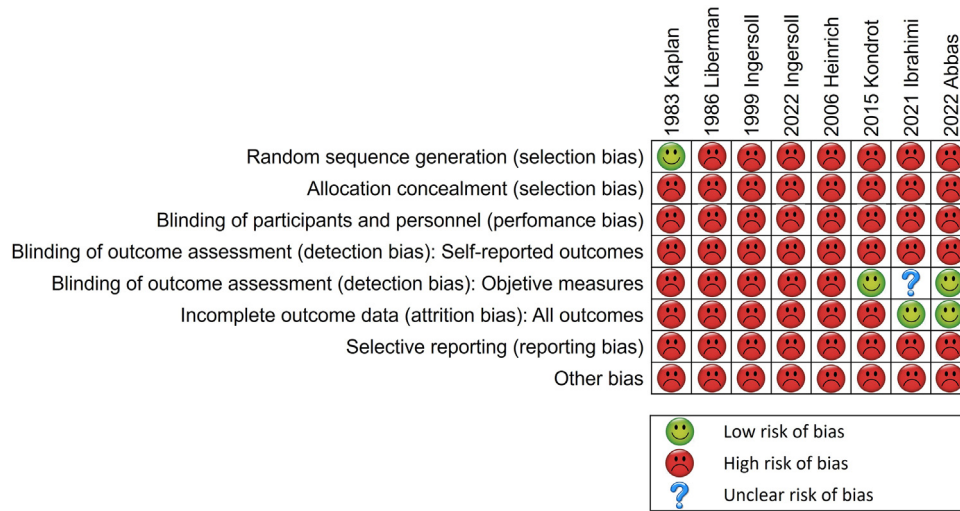 1983 Kaplan
1986 Liberman
1999 Ingersoll
2022 Ingersoll
2006 Heinrich
2015 Kondrot
2021 Ibrahimi
2022 Abbas
Random sequence generation (selection bias)
Allocation concealment (selection bias)
Blinding of participants and personnel (perfomance bias)
Blinding of outcome assessment (detection bias): Self-reported outcomes
Blinding of outcome assessment (detection bias): Objetive measures
?
Incomplete outcome data (attrition bias): All outcomes
Selective reporting (reporting bias)
Other bias
Low risk of bias
High risk of bias
? Unclear risk of bias